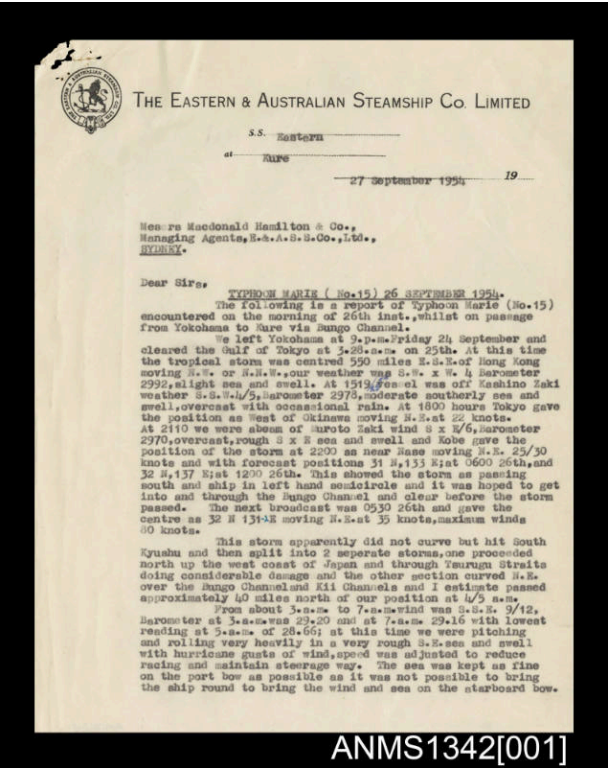 THE EASTERN & AUSTRALIAN STEAMSHIP CO. LIMITED
S.S. Eastern
at Kure
27 September 1954 19
Messrs Macdonald Hamilton & Co.,
Managing Agents,E.&.A.S.S.Co.,Ltd.,
SYDNEY.
Dear Sirs,
TYPHOON MARIE ( No.15) 26 SEPTEMBER 1954.
The following is a report of Typhoon Marie (No.15)
encountered on the morning of 26th inst.,whilst on passage
from Yokohama to Kure via Bungo Channel.
We left Yokohama at 9.p.m.Friday 24 September and
cleared the Gulf of Tokyo at 3.28.a.m. on 25th. At this time
the tropical storm was centred 550 miles E.S.E.of Hong Kong
moving N.W. or N.N.W.,our weather was S.W. x W. 4 Barometer
2992,slight sea and swell. At 1519 vessel was off Kashino Zaki
weather S.S.W.4/5,Barometer 2978,moderate southerly sea and
swell,overcast with occassional rain. At 1800 hours Tokyo gave
the position as West of Okinawa moving N.E.at 22 knots.
At 2110 we were abeam of Muroto Zaki wind S x E/6,Barometer
2970,overcast,rough S x E sea and swell and Kobe gave the
position of the storm at 2200 as near Nase moving N.E. 25/30
knots and with forecast positions 31 N,133 E;at 0600 26th,and
32 N,137 E;at 1200 26th. This showed the storm as passing
south and ship in left hand semicircle and it was hoped to get
into and through the Bungo Channel and clear before the storm
passed. The next broadcast was 0530 26th and gave the
centre as 32 N 131 E moving N.E.at 35 knots,maximum winds
80 knots.
This storm apparently did not curve but hit South
Kyushu and then split into 2 seperate storms,one proceeded
north up the west coast of Japan and through Tsurugu Straits
doing considerable damage and the other section curved N.E.
over the Bungo Channeland Kii Channels and I estimate passed
approximately 40 miles north of our position at 4/5 a.m.
From about 3.a.m. to 7.a.m.wind was S.S.E. 9/12,
Barometer at 3.a.m.was 29.20 and at 7.a.m. 29.16 with lowest
reading at 5.a.m. of 28.66; at this time we were pitching
and rolling very heavily in a very rough S.E.sea and swell
with hurricane gusts of wind,speed was adjusted to reduce
racing and maintain steerage way. The sea was kept as fine
on the port bow as possible as it was not possible to bring
the ship round to bring the wind and sea on the starboard bow.
ANMS1342[001]